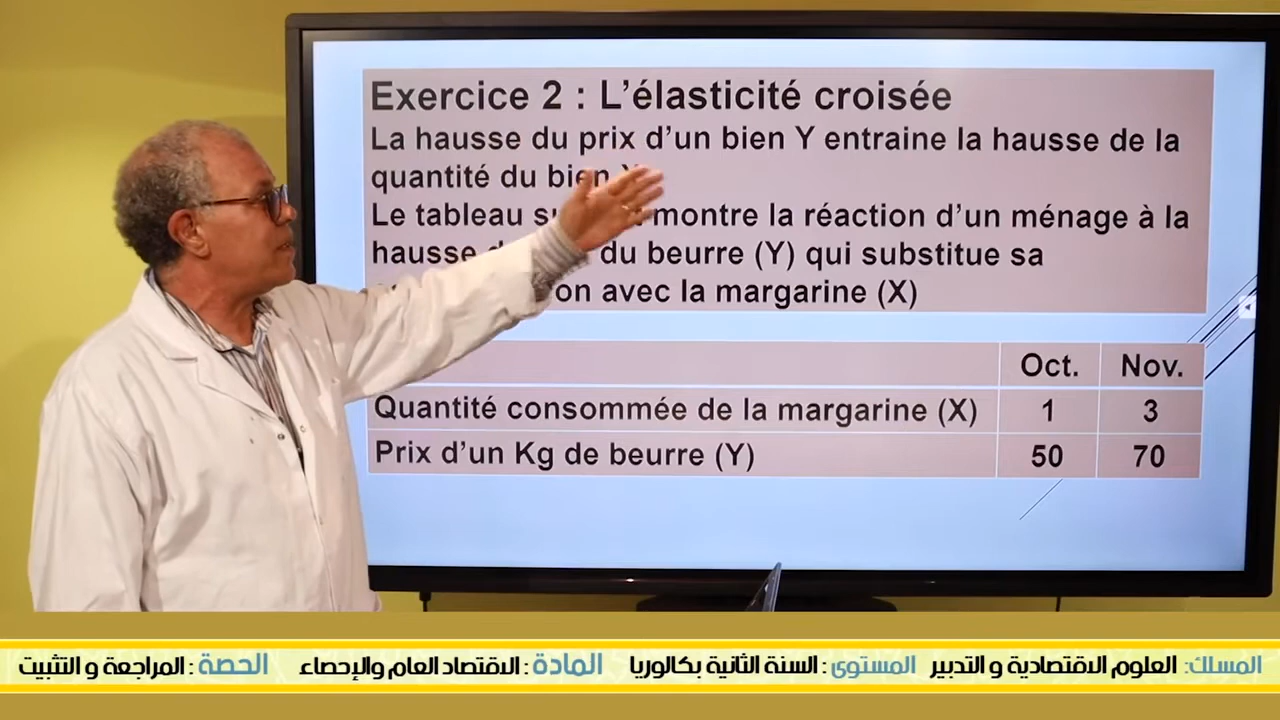 Exercice 2 : L'élasticité croisée
La hausse du prix d'un bien Y entraine la hausse de la
quantité du bien
Le tableau montre la réaction d'un ménage à la
hausse du beurre (Y) qui substitue sa
avec la margarine (X)
Oct. Nov.
Quantité consommée de la margarine (X) 1 3
Prix d'un Kg de beurre (Y) 50 70
المسلك: العلوم الاقتصادية و التدبير المستوى : السنة الثانية بكالوريا المادة : الاقتصاد العام والإحصاء الحصة : المراجعة و التثبيت